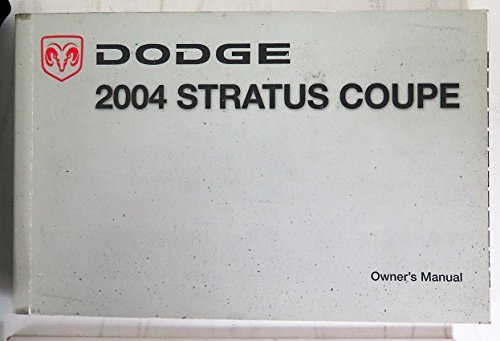 DODGE
2004 STRATUS COUPE
Owner's Manual